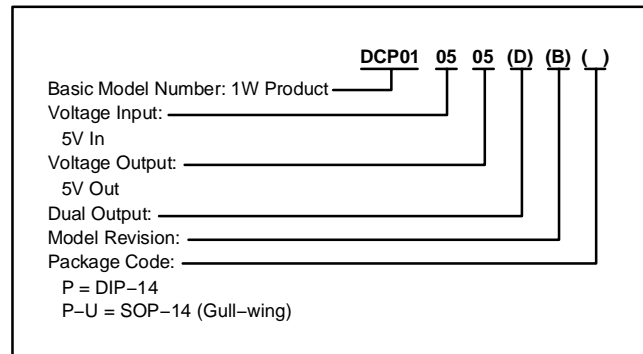 DCP01 05 05 (D) (B) (_)
Basic Model Number: 1W Product
Voltage Input:
5V In
Voltage Output:
5V Out
Dual Output:
Model Revision:
Package Code:
P = DIP−14
P−U = SOP−14 (Gull−wing)